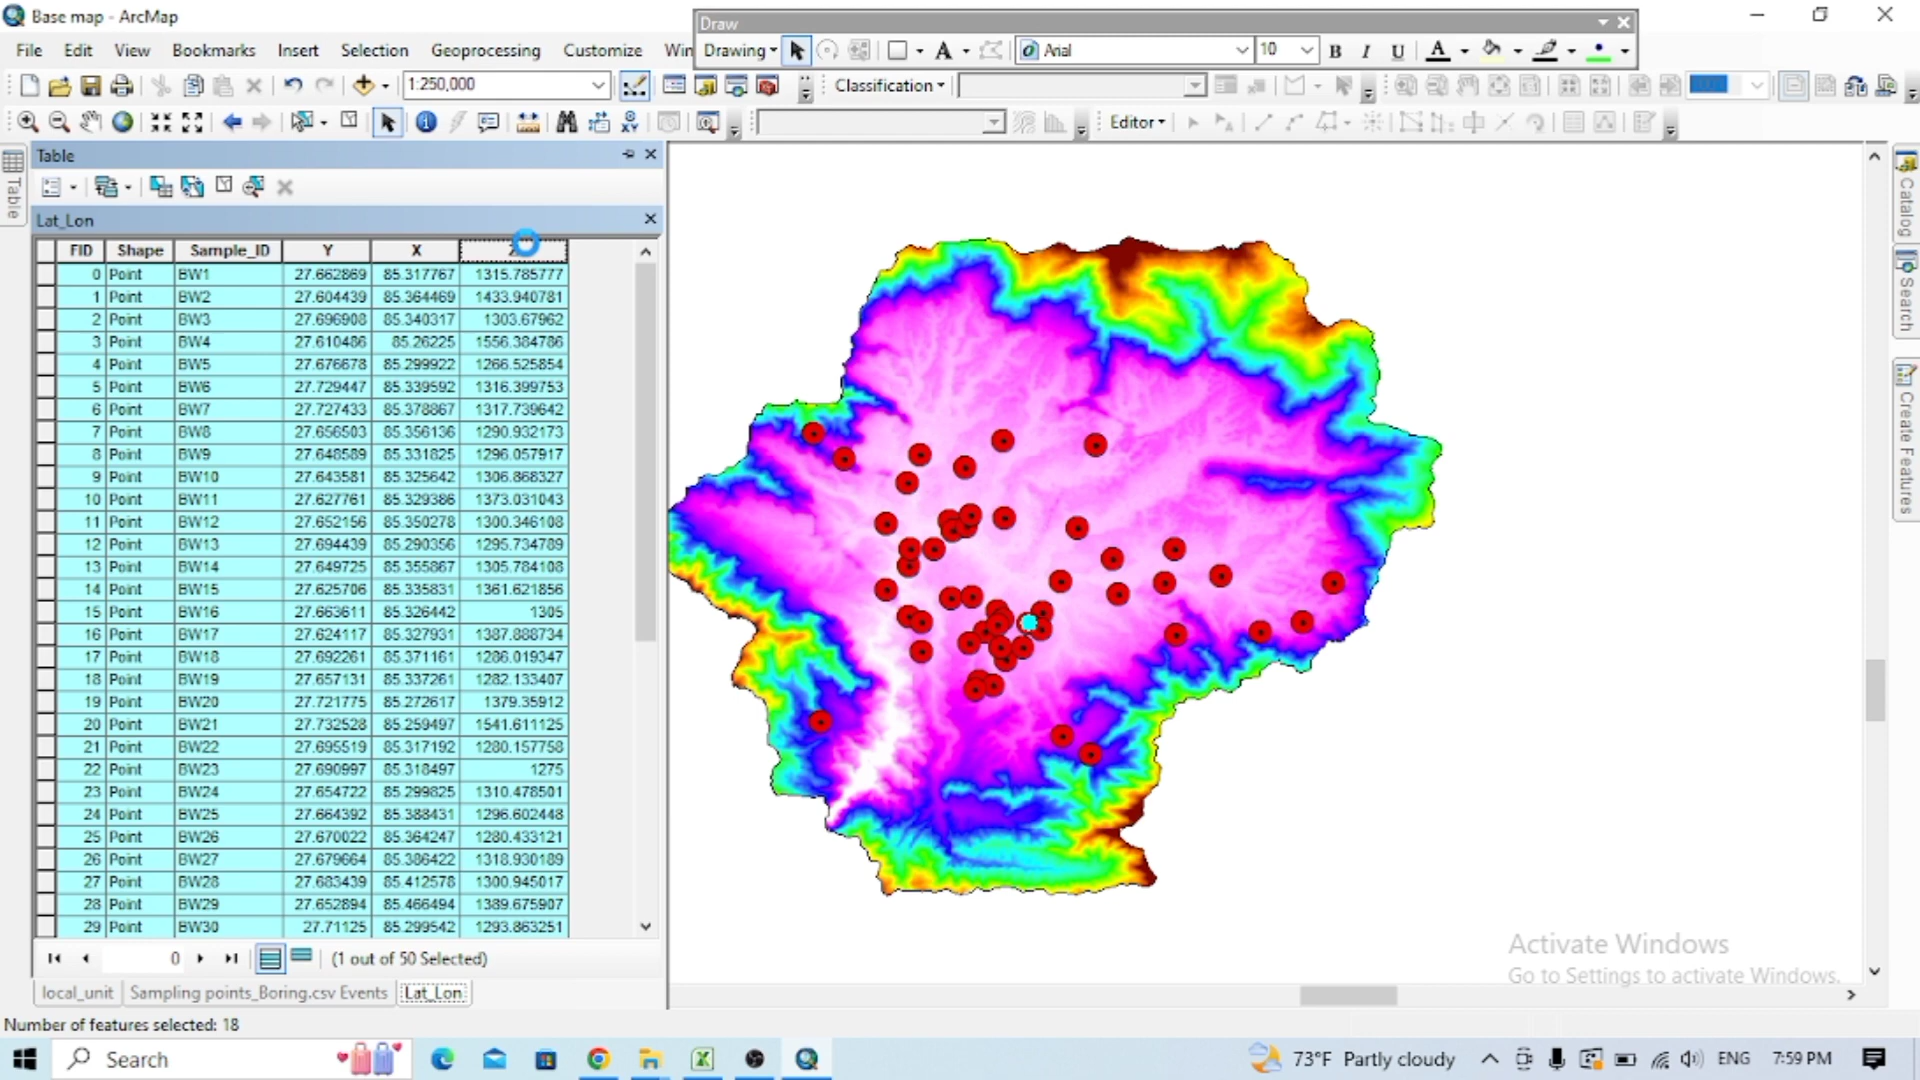 Base map - ArcMap
Draw
File Edit View Bookmarks Insert Selection Geoprocessing Customize Win
Drawing A Arial 10 B I U A
1:250,000 Classification
Editor
Table
Lat_Lon
FID Shape Sample_ID Y X
0 Point BW1 27.662869 85.317767 1315.785777
1 Point BW2 27.604439 85.364469 1433.940781
2 Point BW3 27.696908 85.340317 1303.67962
3 Point BW4 27.610486 85.26225 1556.384786
4 Point BW5 27.676678 85.299922 1266.525854
5 Point BW6 27.729447 85.339592 1316.399753
6 Point BW7 27.727433 85.378867 1317.739642
7 Point BW8 27.656503 85.356136 1290.932173
8 Point BW9 27.648589 85.331825 1296.057917
9 Point BW10 27.643581 85.325642 1306.868327
10 Point BW11 27.627761 85.329386 1373.031043
11 Point BW12 27.652156 85.350278 1300.346108
12 Point BW13 27.694439 85.290356 1295.734789
13 Point BW14 27.649725 85.355867 1305.784108
14 Point BW15 27.625706 85.335831 1361.621856
15 Point BW16 27.663611 85.326442 1305
16 Point BW17 27.624117 85.327931 1387.888734
17 Point BW18 27.692261 85.371161 1286.019347
18 Point BW19 27.657131 85.337261 1282.133407
19 Point BW20 27.721775 85.272617 1379.35912
20 Point BW21 27.732528 85.259497 1541.611125
21 Point BW22 27.695519 85.317192 1280.157758
22 Point BW23 27.690997 85.318497 1275
23 Point BW24 27.654722 85.299825 1310.478501
24 Point BW25 27.664392 85.388431 1296.602448
25 Point BW26 27.670022 85.364247 1280.433121
26 Point BW27 27.679664 85.386422 1318.930189
27 Point BW28 27.683439 85.412578 1300.945017
28 Point BW29 27.652894 85.466494 1389.675907
29 Point BW30 27.71125 85.299542 1293.863251
0 (1 out of 50 Selected)
local_unit Sampling points_Boring.csv Events Lat_Lon
Number of features selected: 18
Table
Catalog
Search
Create Features
Activate Windows
Go to Settings to activate Windows.
Search 73°F Partly cloudy ENG 7:59 PM